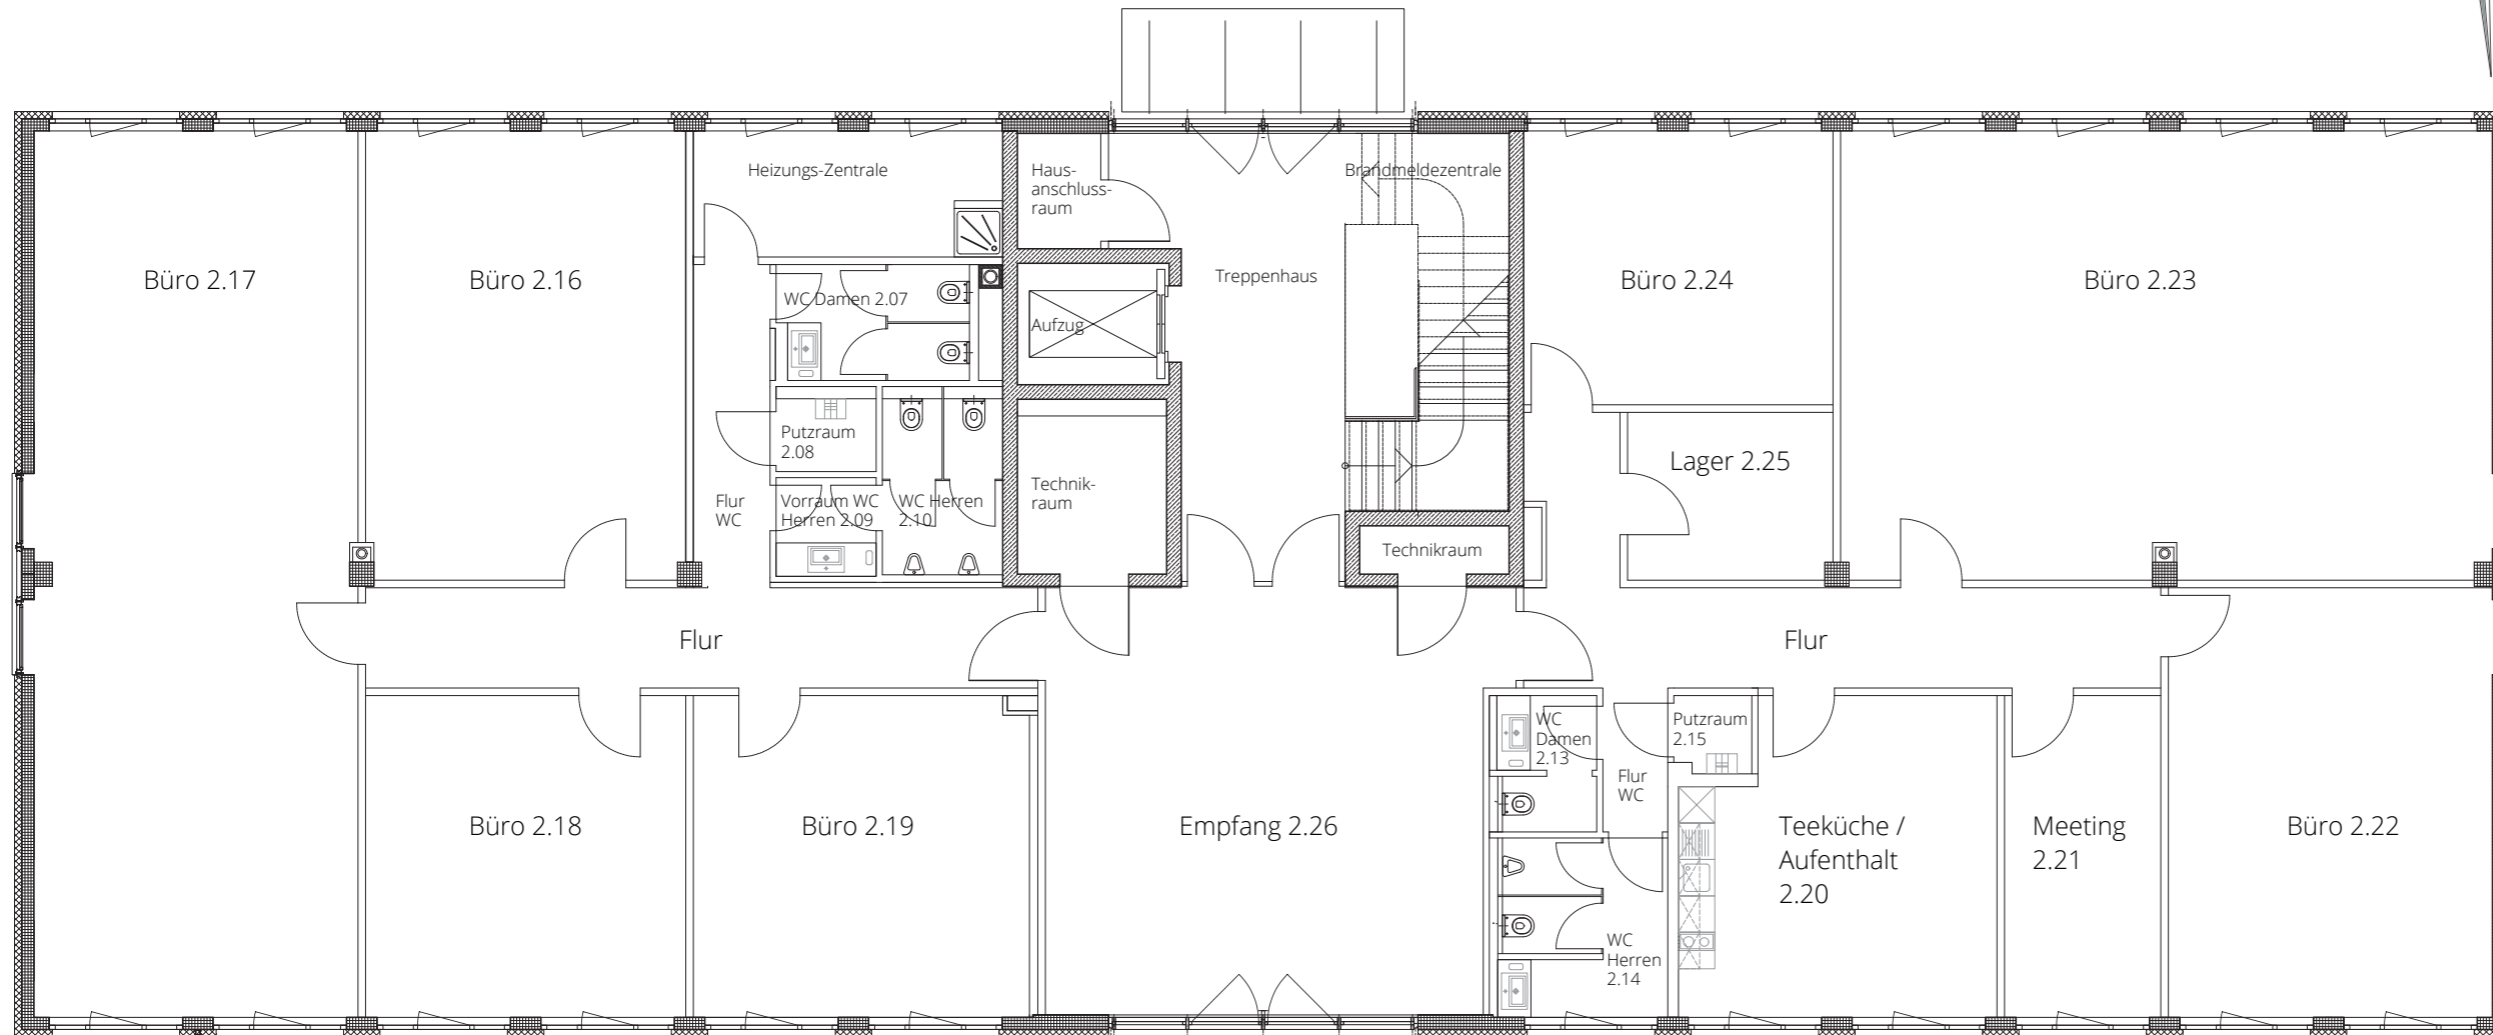 Heizungs-Zentrale
Haus-
anschluss-
raum
Brandmeldezentrale
Büro 2.17
Büro 2.16
WC Damen 2.07
Aufzug
Treppenhaus
Büro 2.24
Büro 2.23
Putzraum
2.08
Lager 2.25
Flur
WC
Vorraum WC
Herren 2.09
WC Herren
2.10
Technik-
raum
Technikraum
Flur
Flur
WC
Damen
2.13
Putzraum
2.15
Flur
WC
Büro 2.18
Büro 2.19
Empfang 2.26
Teeküche /
Aufenthalt
2.20
Meeting
2.21
Büro 2.22
WC
Herren
2.14